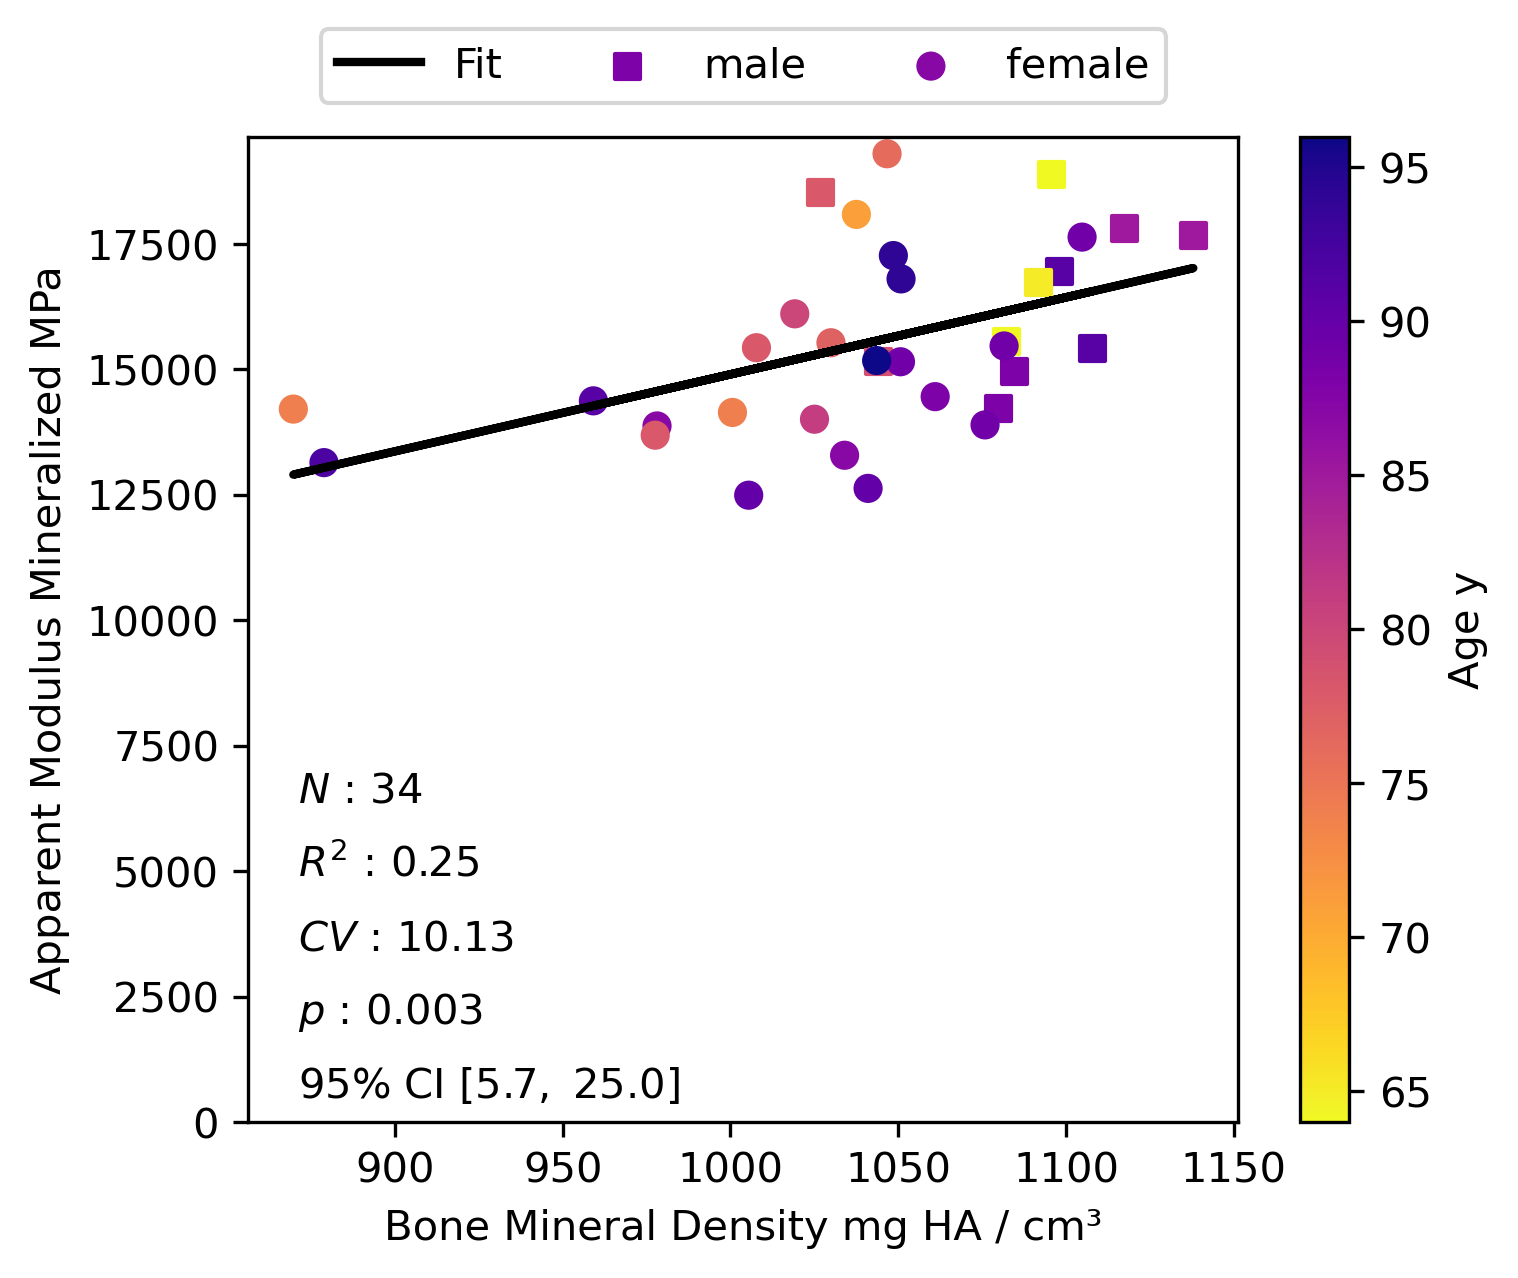 Fit male female
17500
15000
12500
10000
7500
5000
2500
0
Apparent Modulus Mineralized MPa
N : 34
R² : 0.25
CV : 10.13
p : 0.003
95% CI [5.7, 25.0]
900 950 1000 1050 1100 1150
Bone Mineral Density mg HA / cm³
95
90
85
80
75
70
65
Age y